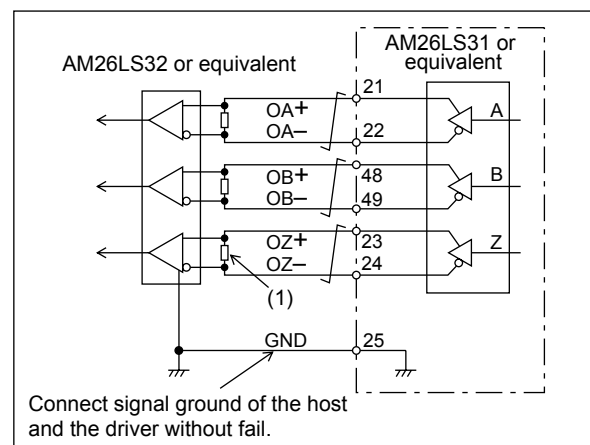 AM26LS31 or
equivalent
AM26LS32 or equivalent
21
OA+
A
OA−
22
OB+
48
B
OB−
49
OZ+
23
Z
OZ−
24
(1)
GND
25
Connect signal ground of the host
and the driver without fail.